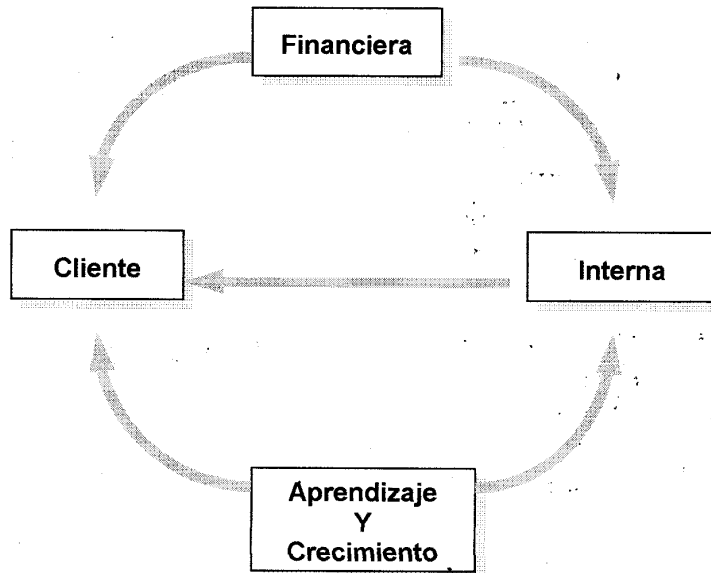 Financiera
Cliente
Interna
Aprendizaje
Y
Crecimiento